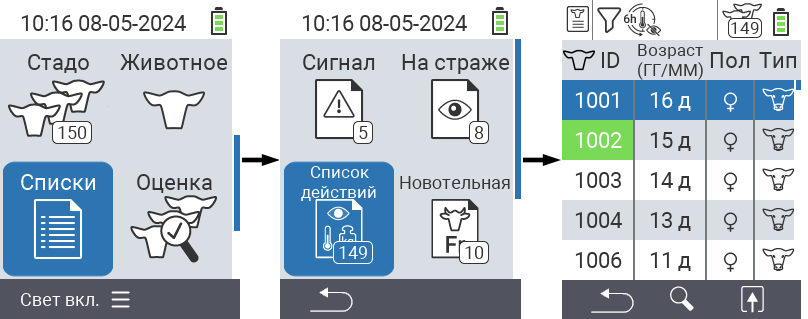 10:16 08-05-2024
Стадо
Животное
150
Списки
Оценка
Свет вкл.
10:16 08-05-2024
Сигнал
На страже
5
8
Список
действий
Новотельная
149
Fr
10
6h
149
ID
Возраст
(ГГ/ММ)
Пол
Тип
1001 16 д ♀
1002 15 д ♀
1003 14 д ♀
1004 13 д ♀
1006 11 д ♀